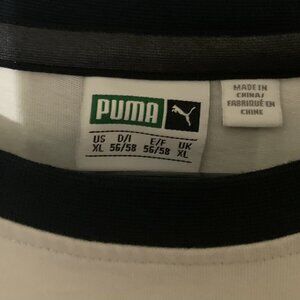 PUMA
US D/I E/F UK
XL 56/58 56/58 XL
MADE IN
CHINA/
FABRIQUÉ EN
CHINE